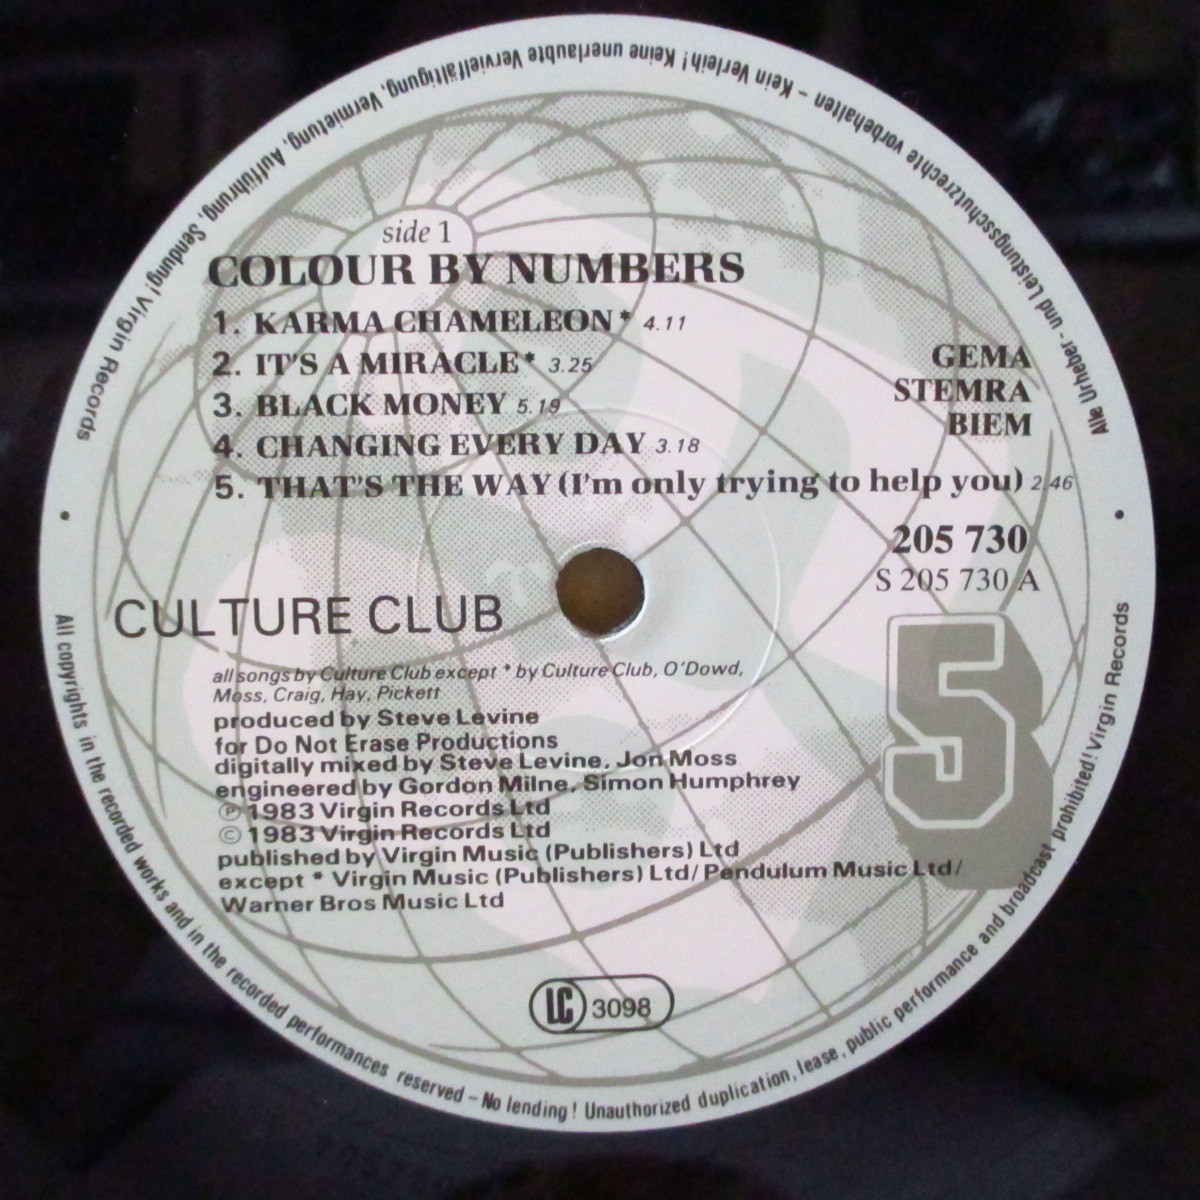 side 1
COLOUR BY NUMBERS
1. KARMA CHAMELEON* 4.11
2. IT'S A MIRACLE* 3.25
3. BLACK MONEY 5.19
4. CHANGING EVERY DAY 3.18
5. THAT'S THE WAY (I'm only trying to help you) 2.46
GEMA
STEMRA
BIEM
205 730
S 205 730 A
CULTURE CLUB
5
all songs by Culture Club except * by Culture Club, O'Dowd,
Moss, Craig, Hay, Pickett
produced by Steve Levine
for Do Not Erase Productions
digitally mixed by Steve Levine, Jon Moss
engineered by Gordon Milne, Simon Humphrey
℗ 1983 Virgin Records Ltd
© 1983 Virgin Records Ltd
published by Virgin Music (Publishers) Ltd
except * Virgin Music (Publishers) Ltd/Pendulum Music Ltd/
Warner Bros Music Ltd
LC 3098
Alle Urheber- und Leistungsschutzrechte vorbehalten – Kein Verleih! Keine unerlaubte Vervielfältigung, Vermietung, Aufführung, Sendung! Virgin Records
All copyrights in the recorded works and in the recorded performances reserved – No lending! Unauthorized duplication, lease, public performance and broadcast prohibited! Virgin Records